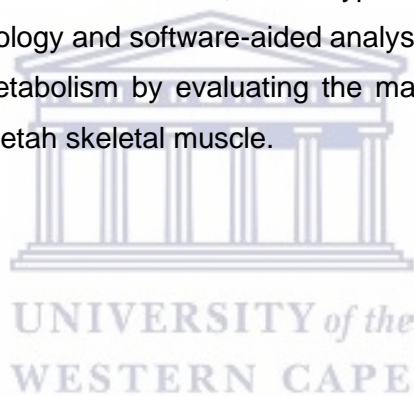 ology and software-aided analys
etabolism by evaluating the ma
etah skeletal muscle.
UNIVERSITY of the
WESTERN CAPE